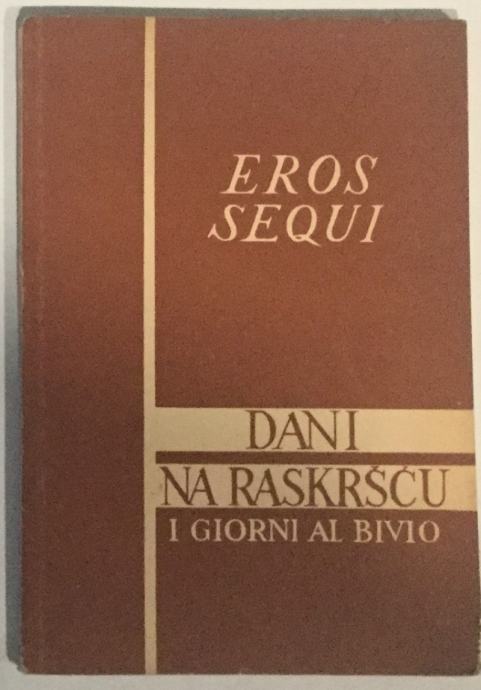 EROS
SEQUI
DANI
NA RASKRŠĆU
I GIORNI AL BIVIO